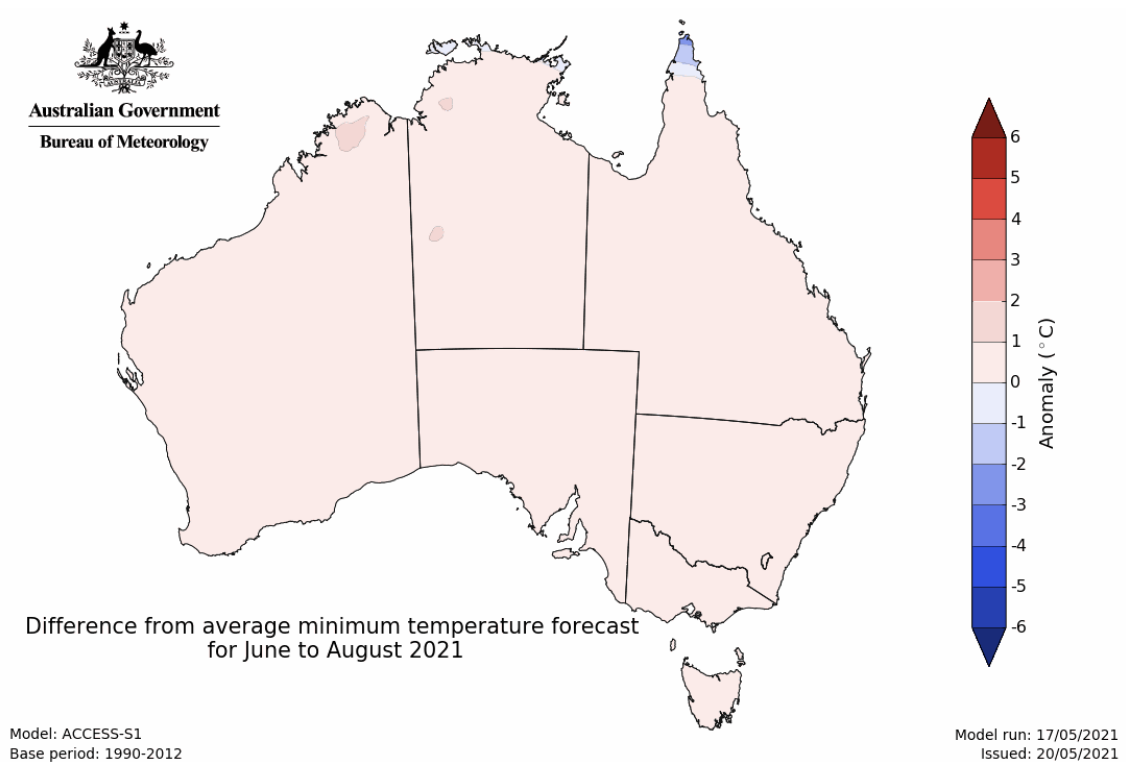 Australian Government
Bureau of Meteorology
6
5
4
3
2
1
0
-1
-2
-3
-4
-5
-6
Anomaly (°C)
Difference from average minimum temperature forecast
for June to August 2021
Model: ACCESS-S1
Base period: 1990-2012
Model run: 17/05/2021
Issued: 20/05/2021